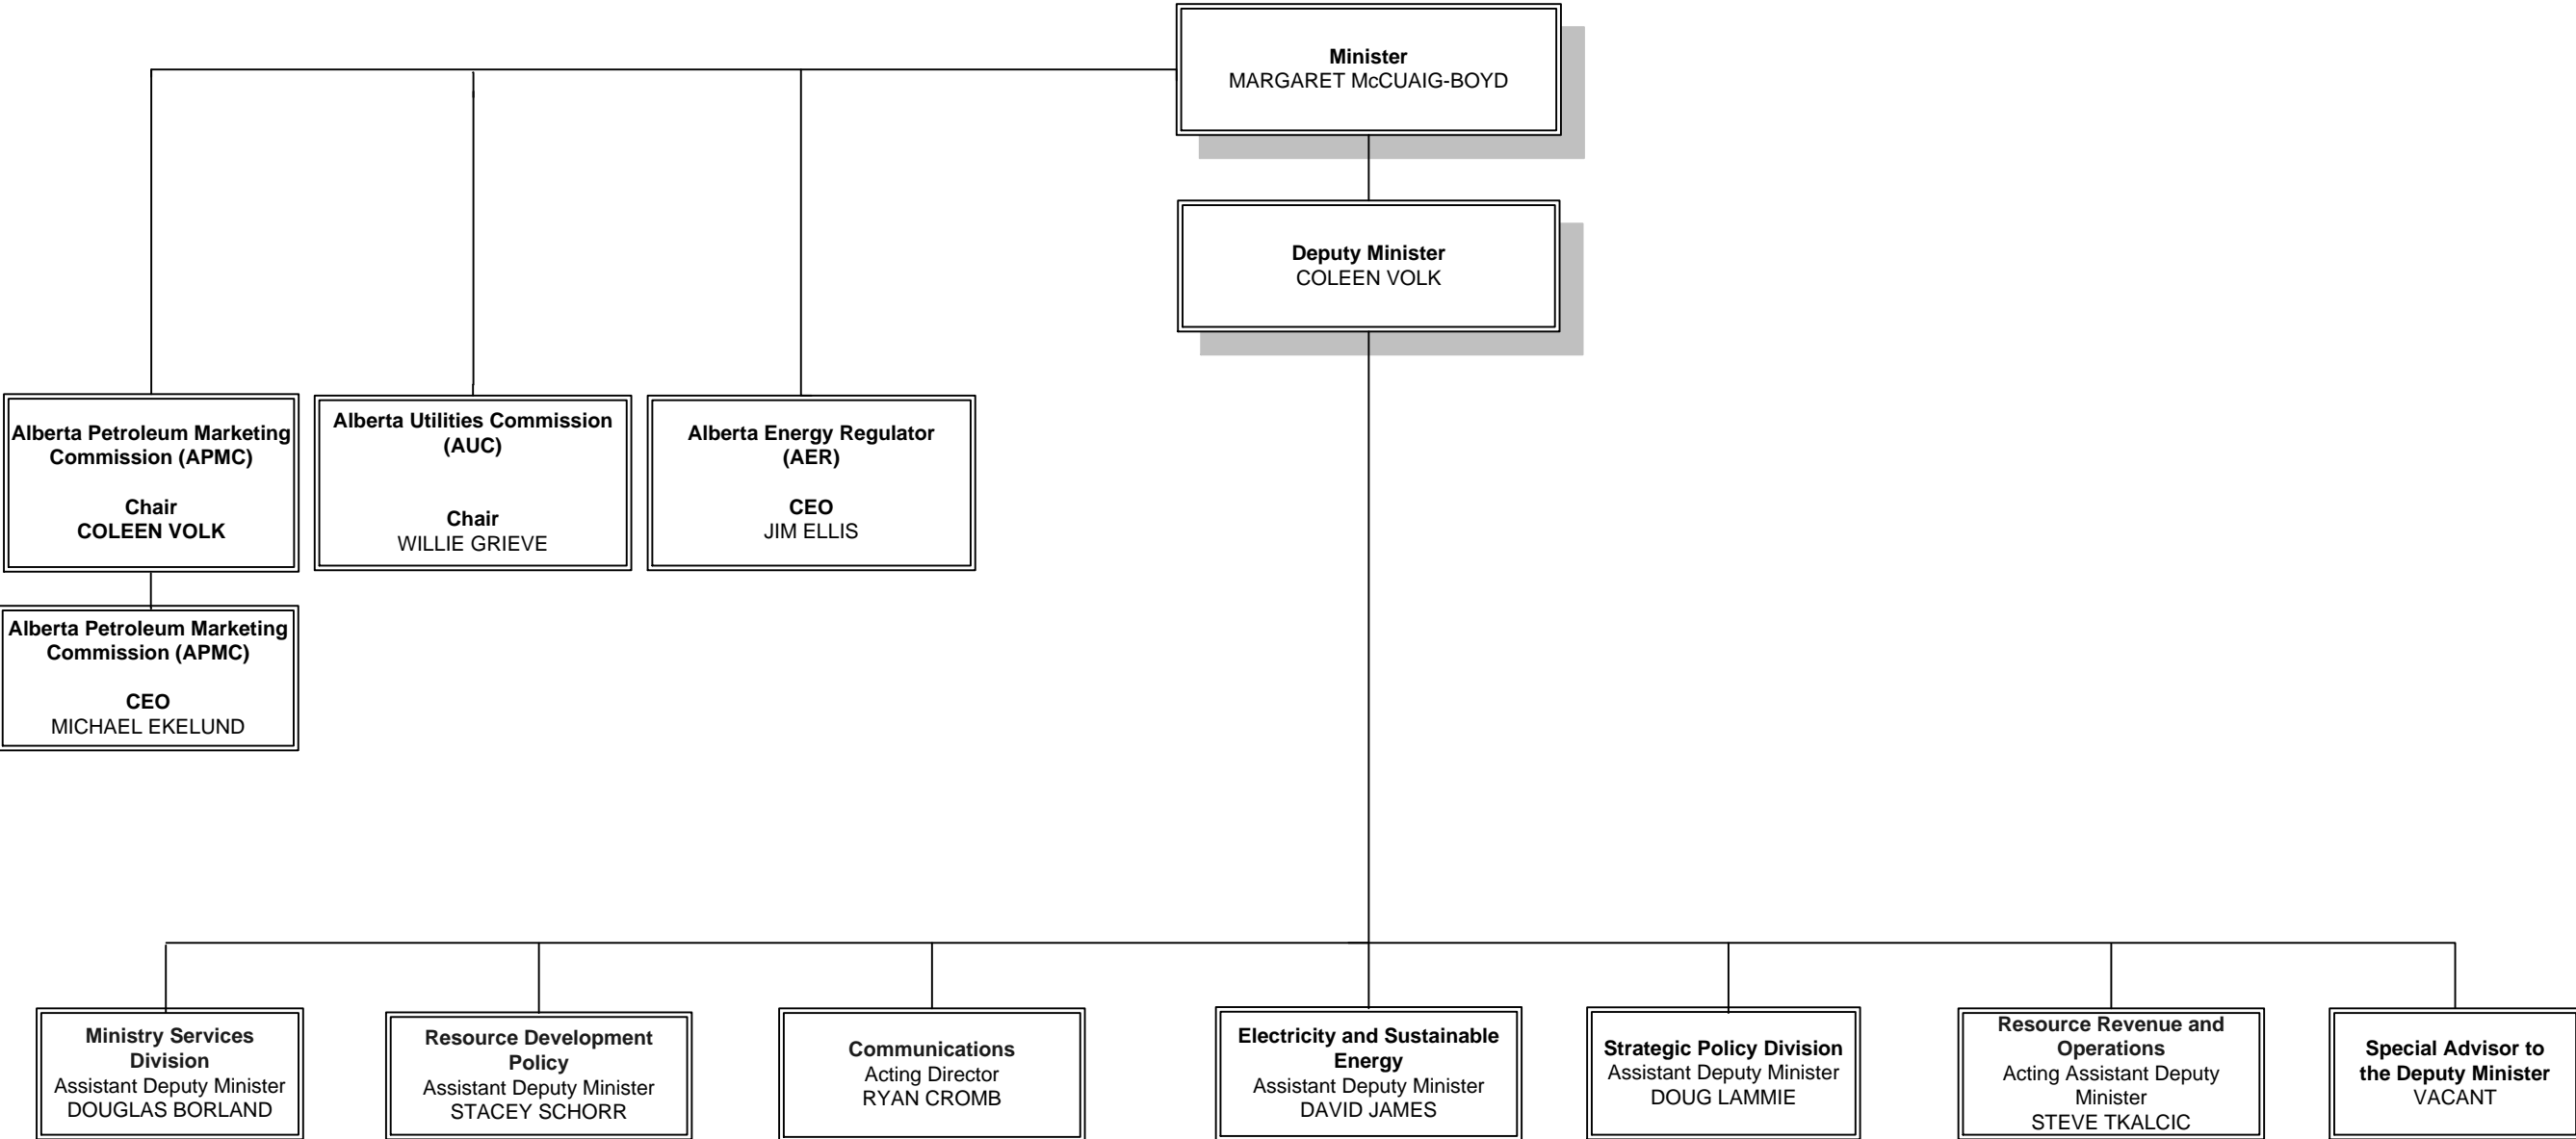 Minister
MARGARET McCUAIG-BOYD
Deputy Minister
COLEEN VOLK
Alberta Petroleum Marketing
Commission (APMC)
Chair
COLEEN VOLK
Alberta Utilities Commission
(AUC)
Chair
WILLIE GRIEVE
Alberta Energy Regulator
(AER)
CEO
JIM ELLIS
Alberta Petroleum Marketing
Commission (APMC)
CEO
MICHAEL EKELUND
Ministry Services
Division
Assistant Deputy Minister
DOUGLAS BORLAND
Resource Development
Policy
Assistant Deputy Minister
STACEY SCHORR
Communications
Acting Director
RYAN CROMB
Electricity and Sustainable
Energy
Assistant Deputy Minister
DAVID JAMES
Strategic Policy Division
Assistant Deputy Minister
DOUG LAMMIE
Resource Revenue and
Operations
Acting Assistant Deputy
Minister
STEVE TKALCIC
Special Advisor to
the Deputy Minister
VACANT